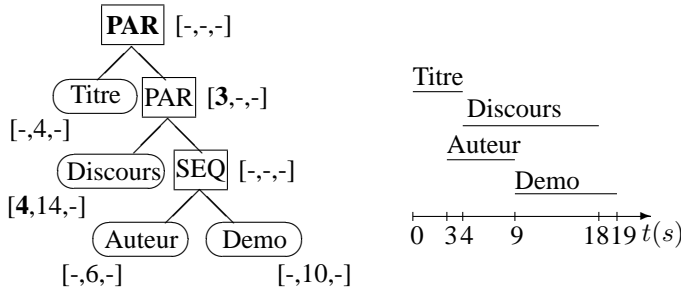 PAR [-,-,-]
Titre PAR [3,-,-]
[-,4,-]
Discours SEQ [-,-,-]
[4,14,-]
Auteur Demo
[-,6,-] [-,10,-]
Titre
Discours
Auteur
Demo
0 3 4 9 18 19 t(s)